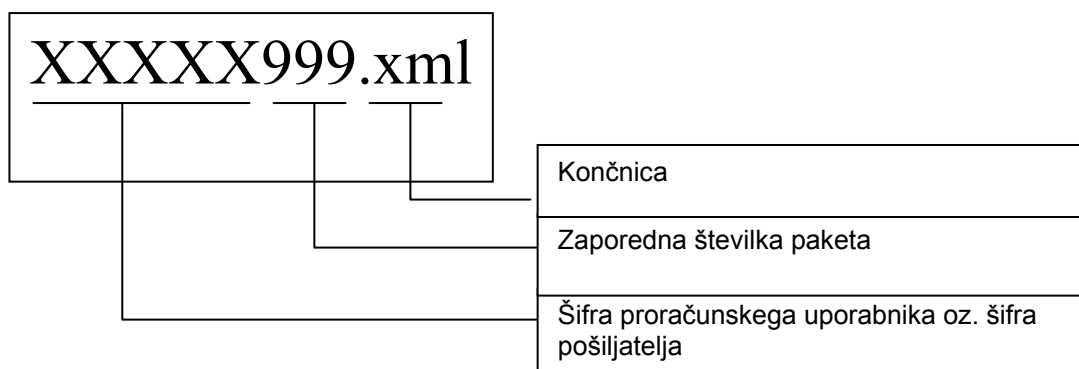 XXXXX999.xml
Končnica
Zaporedna številka paketa
Šifra proračunskega uporabnika oz. šifra
pošiljatelja